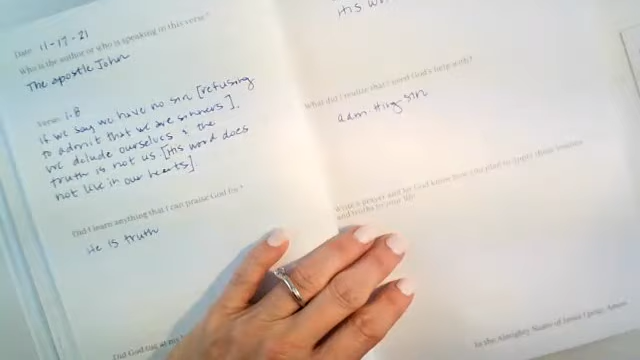 Date: 11-17-21
Who is the author or who is speaking in this verse?
The apostle John
Verse: 1:8
if we say we have no sin [refusing
to admit that we are sinners],
we delude ourselves & the
truth is not us [His word does
not live in our hearts]
Did I learn anything that I can praise God for?
He is truth
His
What did I realize that I need God's help with?
admitting sin
Write a prayer and let God know how you plan to apply these lessons
and truths to your life
In the Almighty Name of Jesus I pray, Amen